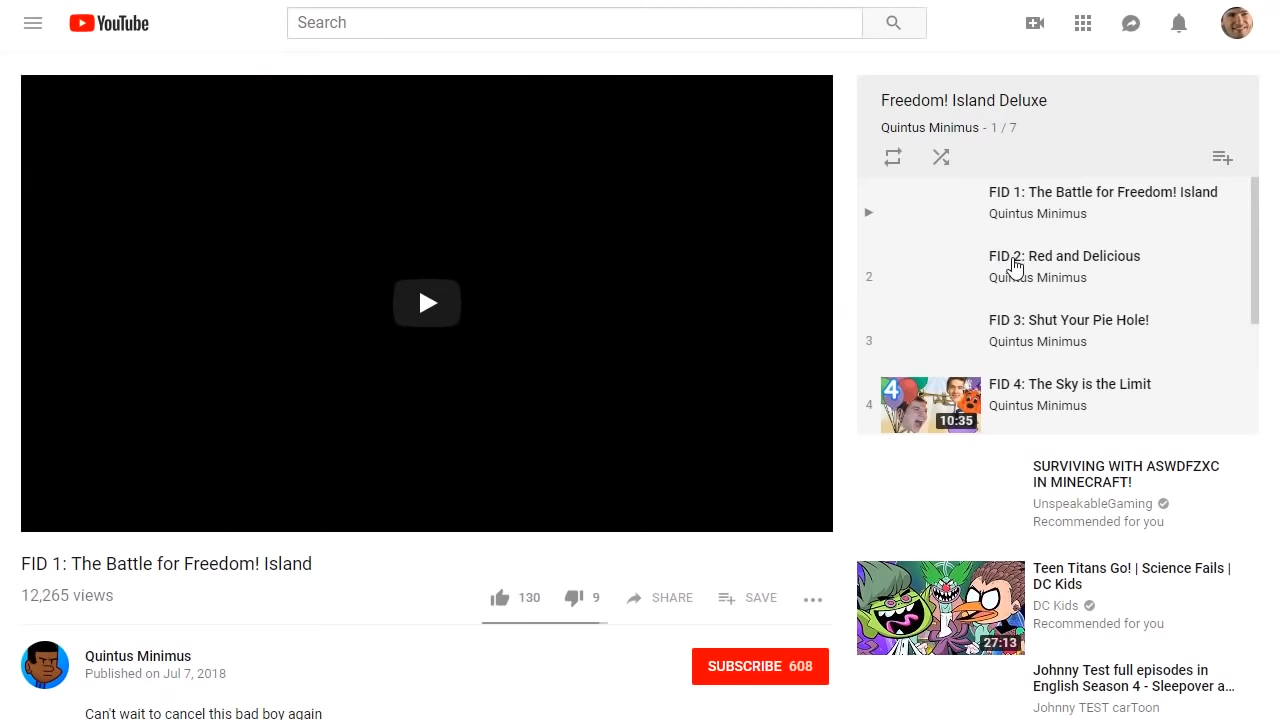 YouTube
Search
Freedom! Island Deluxe
Quintus Minimus - 1 / 7
FID 1: The Battle for Freedom! Island
Quintus Minimus
2
FID 2: Red and Delicious
Quintus Minimus
3
FID 3: Shut Your Pie Hole!
Quintus Minimus
4
4
10:35
FID 4: The Sky is the Limit
Quintus Minimus
SURVIVING WITH ASWDFZXC
IN MINECRAFT!
UnspeakableGaming
Recommended for you
27:13
Teen Titans Go! | Science Fails |
DC Kids
DC Kids
Recommended for you
Johnny Test full episodes in
English Season 4 - Sleepover a...
Johnny TEST carToon
FID 1: The Battle for Freedom! Island
12,265 views
130
9
SHARE
SAVE
Quintus Minimus
Published on Jul 7, 2018
SUBSCRIBE 608
Can't wait to cancel this bad boy again